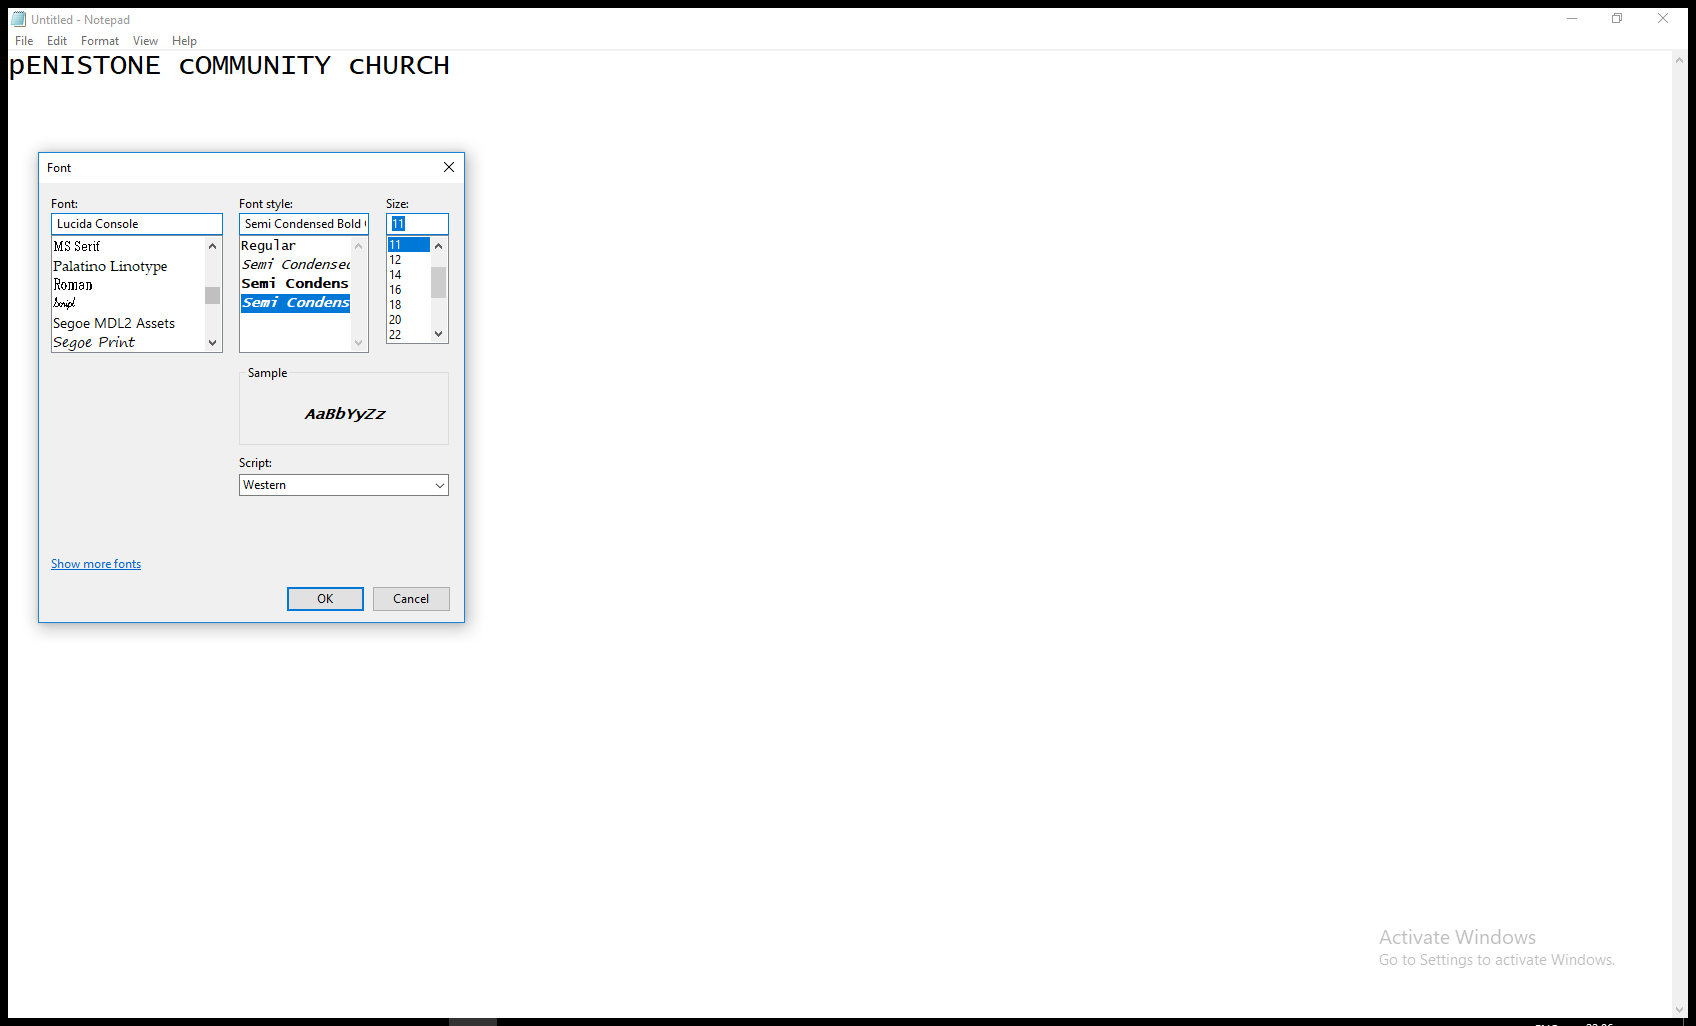 Untitled - Notepad
File Edit Format View Help
pENISTONE cOMMUNITY cHURCH
Font
Font: Font style: Size:
Lucida Console Semi Condensed Bold 11
MS Serif
Palatino Linotype
Roman
Script
Segoe MDL2 Assets
Segoe Print
Regular
Semi Condensed
Semi Condens
Semi Condens
11
12
14
16
18
20
22
Sample
AaBbYyZz
Script:
Western
Show more fonts
OK Cancel
Activate Windows
Go to Settings to activate Windows.